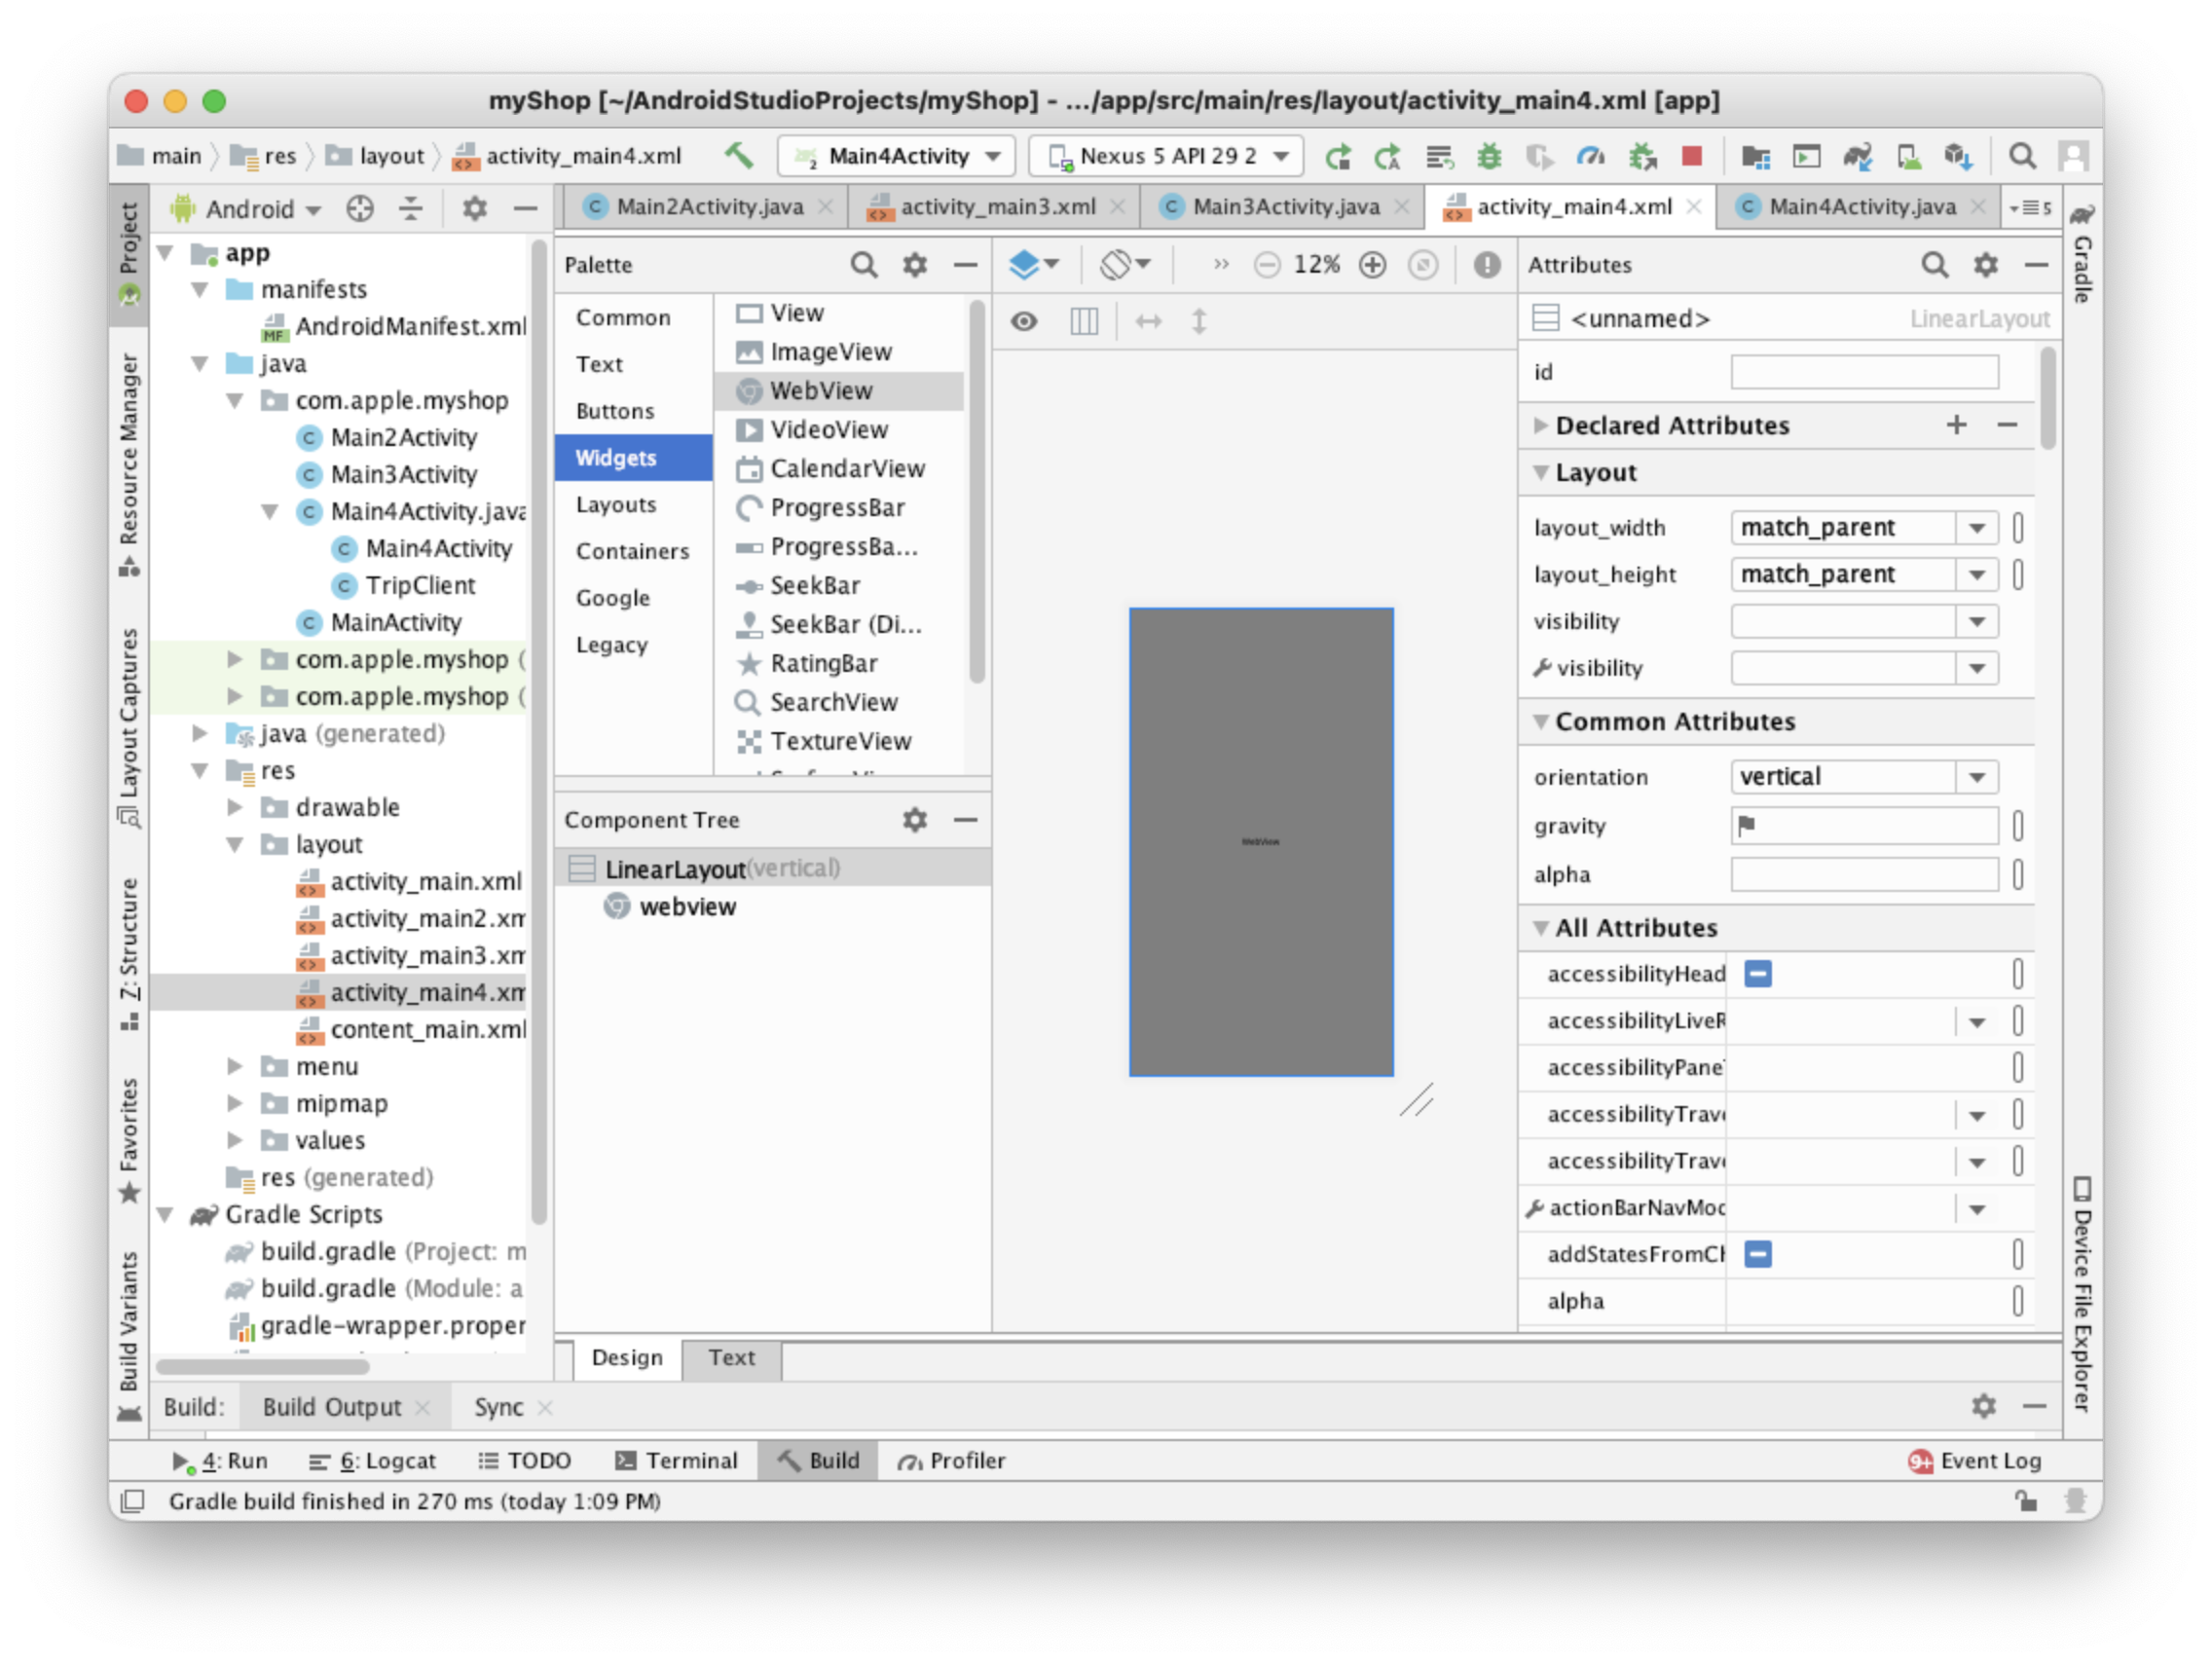 myShop [~/AndroidStudioProjects/myShop] - .../app/src/main/res/layout/activity_main4.xml [app]
main res layout activity_main4.xml Main4Activity Nexus 5 API 29 2
Android
Main2Activity.java activity_main3.xml Main3Activity.java activity_main4.xml Main4Activity.java 5
Project
Resource Manager
Layout Captures
Z: Structure
Favorites
Build Variants
app
manifests
AndroidManifest.xml
java
com.apple.myshop
Main2Activity
Main3Activity
Main4Activity.java
Main4Activity
TripClient
MainActivity
com.apple.myshop (
com.apple.myshop (
java (generated)
res
drawable
layout
activity_main.xml
activity_main2.xm
activity_main3.xm
activity_main4.xm
content_main.xml
menu
mipmap
values
res (generated)
Gradle Scripts
build.gradle (Project: m
build.gradle (Module: a
gradle-wrapper.proper
Palette
Common
Text
Buttons
Widgets
Layouts
Containers
Google
Legacy
View
ImageView
WebView
VideoView
CalendarView
ProgressBar
ProgressBa...
SeekBar
SeekBar (Di...
RatingBar
SearchView
TextureView
Component Tree
LinearLayout(vertical)
webview
12%
WebView
Attributes
<unnamed> LinearLayout
id
Declared Attributes
Layout
layout_width match_parent
layout_height match_parent
visibility
visibility
Common Attributes
orientation vertical
gravity
alpha
All Attributes
accessibilityHead
accessibilityLiveR
accessibilityPane
accessibilityTrav
accessibilityTrav
actionBarNavMod
addStatesFromCh
alpha
Gradle
Device File Explorer
Design Text
Build: Build Output Sync
4: Run 6: Logcat TODO Terminal Build Profiler 9+ Event Log
Gradle build finished in 270 ms (today 1:09 PM)